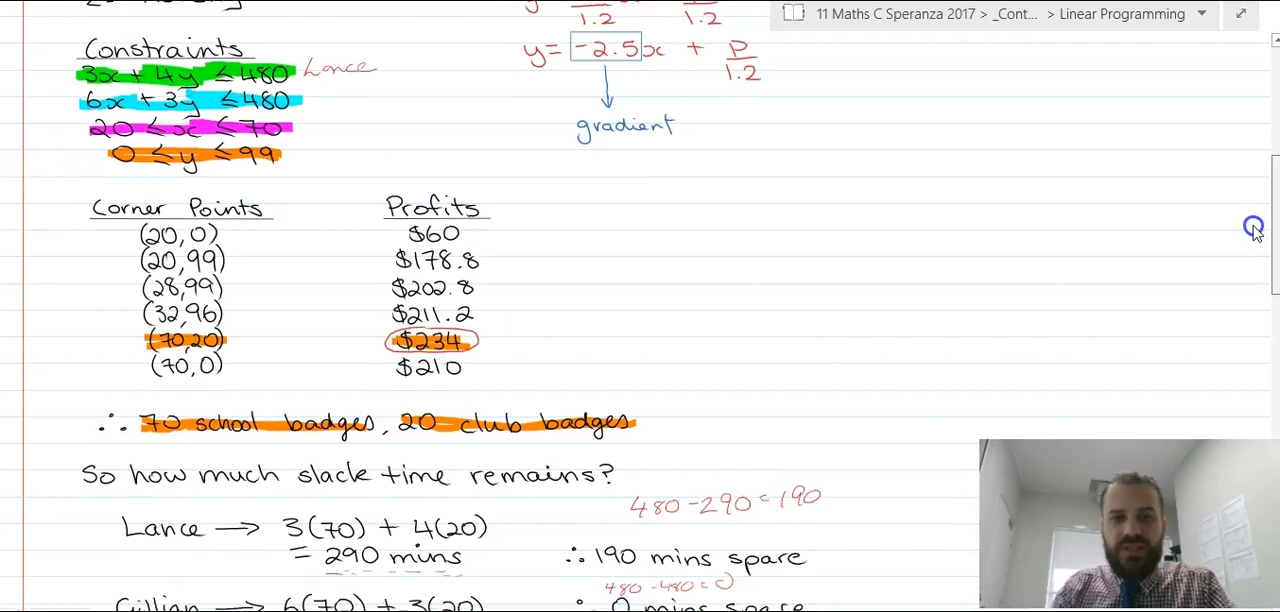 11 Maths C Speranza 2017 > _Cont... > Linear Programming
1.2 1.2
Constraints
y = -2.5x + P/1.2
3x + 4y ≤ 480 Lance
6x + 3y ≤ 480
20 ≤ x ≤ 70
gradient
0 ≤ y ≤ 99
Corner Points Profits
(20, 0) $60
(20, 99) $178.8
(28, 99) $202.8
(32, 96) $211.2
(70, 20) $234
(70, 0) $210
∴ 70 school badges, 20 club badges
So how much slack time remains?
480 - 290 = 190
Lance → 3(70) + 4(20)
= 290 mins ∴ 190 mins spare
480 - 480 = 0
Gillian → 6(70) + 3(20) ∴ 0 mins spare